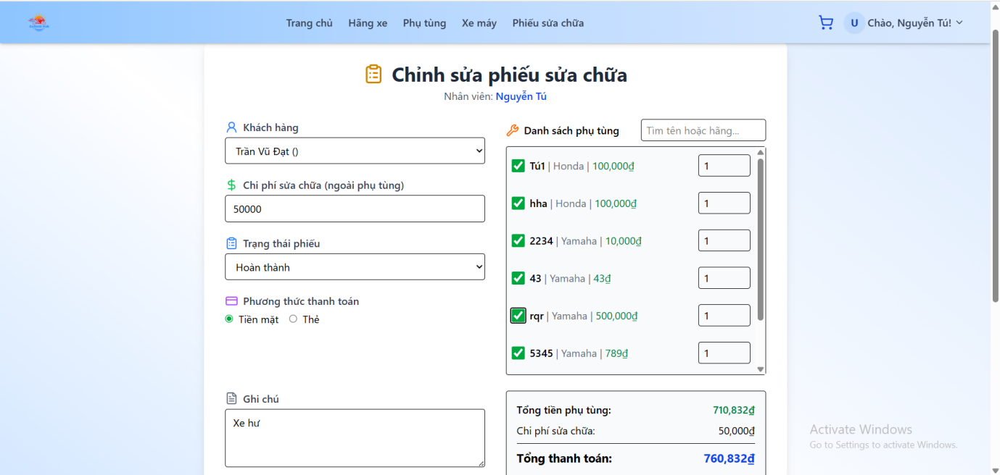 Trang chủ Hãng xe Phụ tùng Xe máy Phiếu sửa chữa
U Chào, Nguyễn Tú!
Chỉnh sửa phiếu sửa chữa
Nhân viên: Nguyễn Tú
Khách hàng
Trần Vũ Đạt ()
Chi phí sửa chữa (ngoài phụ tùng)
50000
Trạng thái phiếu
Hoàn thành
Phương thức thanh toán
Tiền mặt Thẻ
Ghi chú
Xe hư
Danh sách phụ tùng
Tìm tên hoặc hãng...
Tú1 | Honda | 100,000₫ 1
hha | Honda | 100,000₫ 1
2234 | Yamaha | 10,000₫ 1
43 | Yamaha | 43₫ 1
rqr | Yamaha | 500,000₫ 1
5345 | Yamaha | 789₫ 1
Tổng tiền phụ tùng: 710,832₫
Chi phí sửa chữa: 50,000₫
Tổng thanh toán: 760,832₫
Activate Windows
Go to Settings to activate Windows.